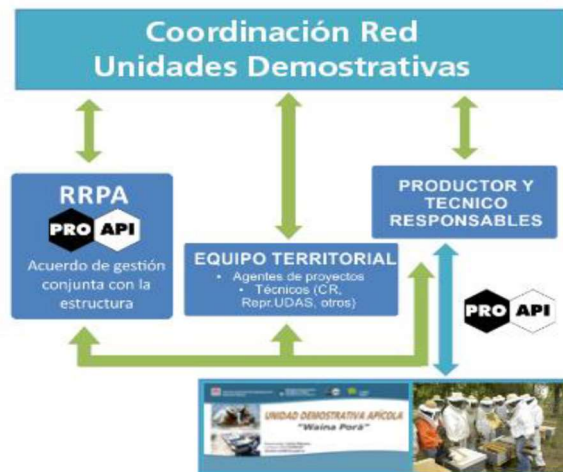 Coordinación Red
Unidades Demostrativas
RRPA
PRO API
Acuerdo de gestión
conjunta con la
estructura
EQUIPO TERRITORIAL
• Agentes de proyectos
• Técnicos (CR,
Repr.UDAS, otros)
PRODUCTOR Y
TECNICO
RESPONSABLES
PRO API
UNIDAD DEMOSTRATIVA APÍCOLA
"Waina Porá"